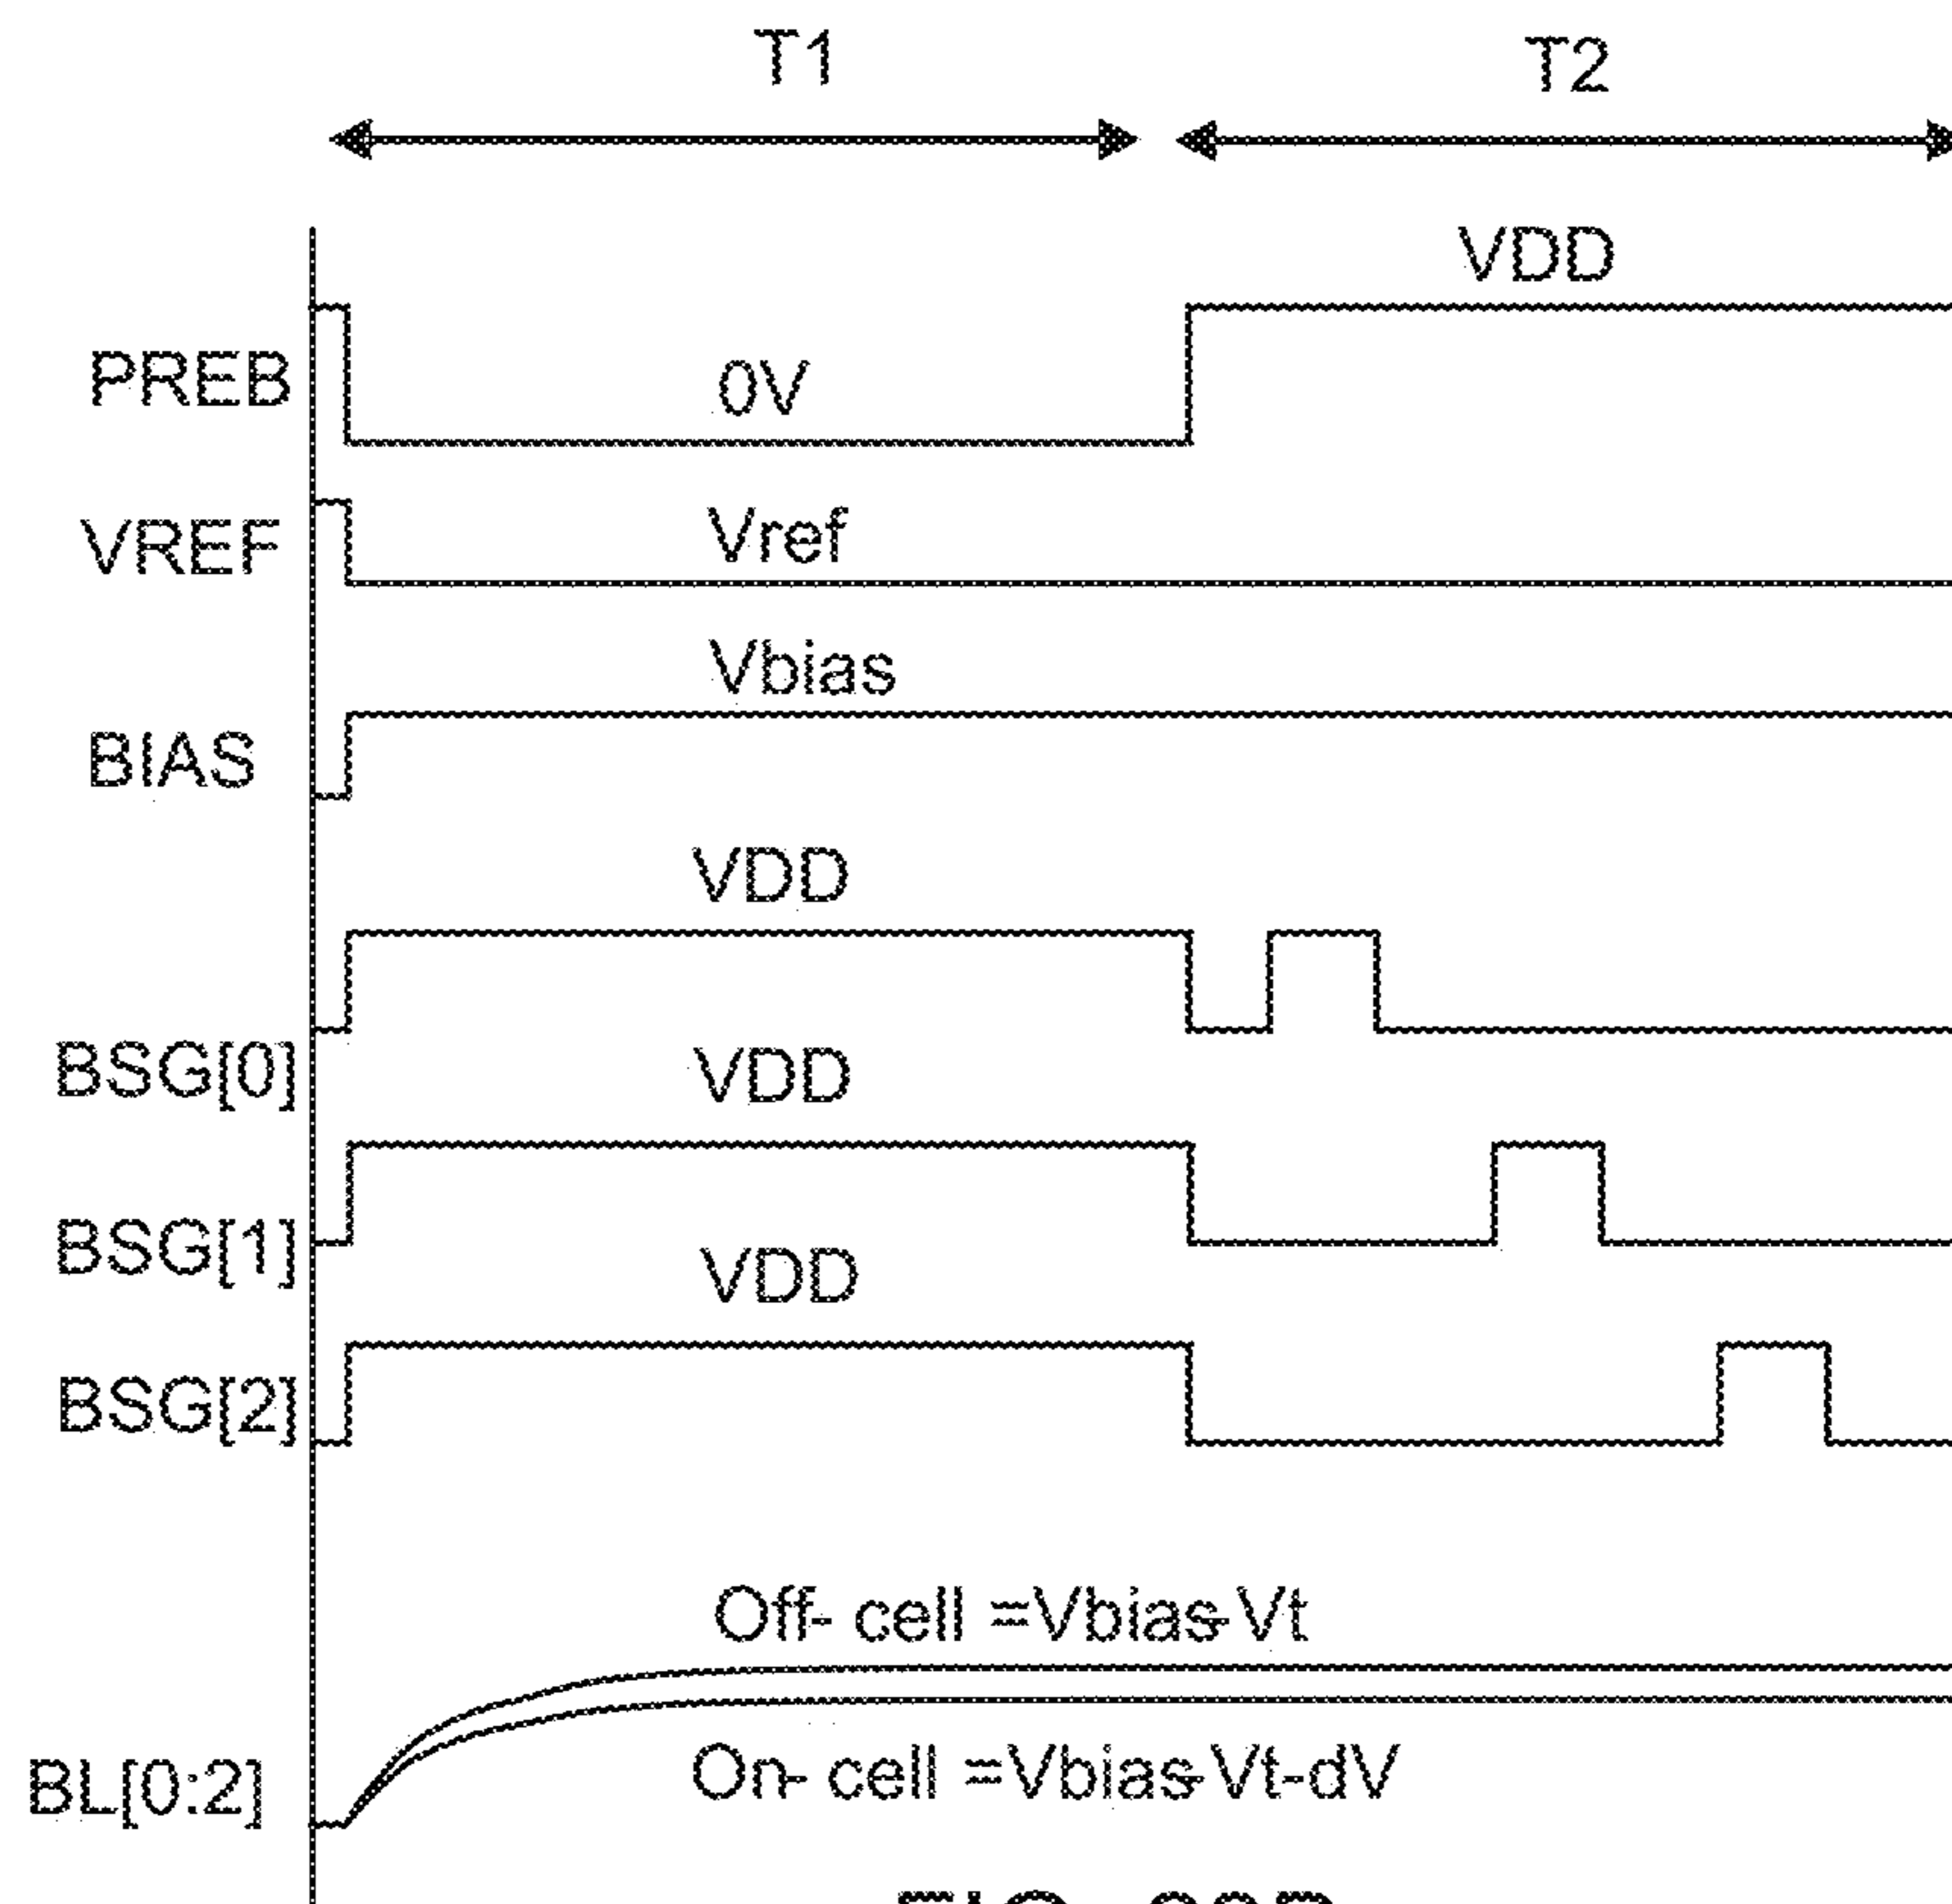 T1 T2
VDD
PREB 0V
VREF Vref
Vbias
BIAS
VDD
BSG[0] VDD
BSG[1] VDD
BSG[2]
Off- cell =Vbias-Vt
BL[0:2] On- cell =Vbias-Vt-dV